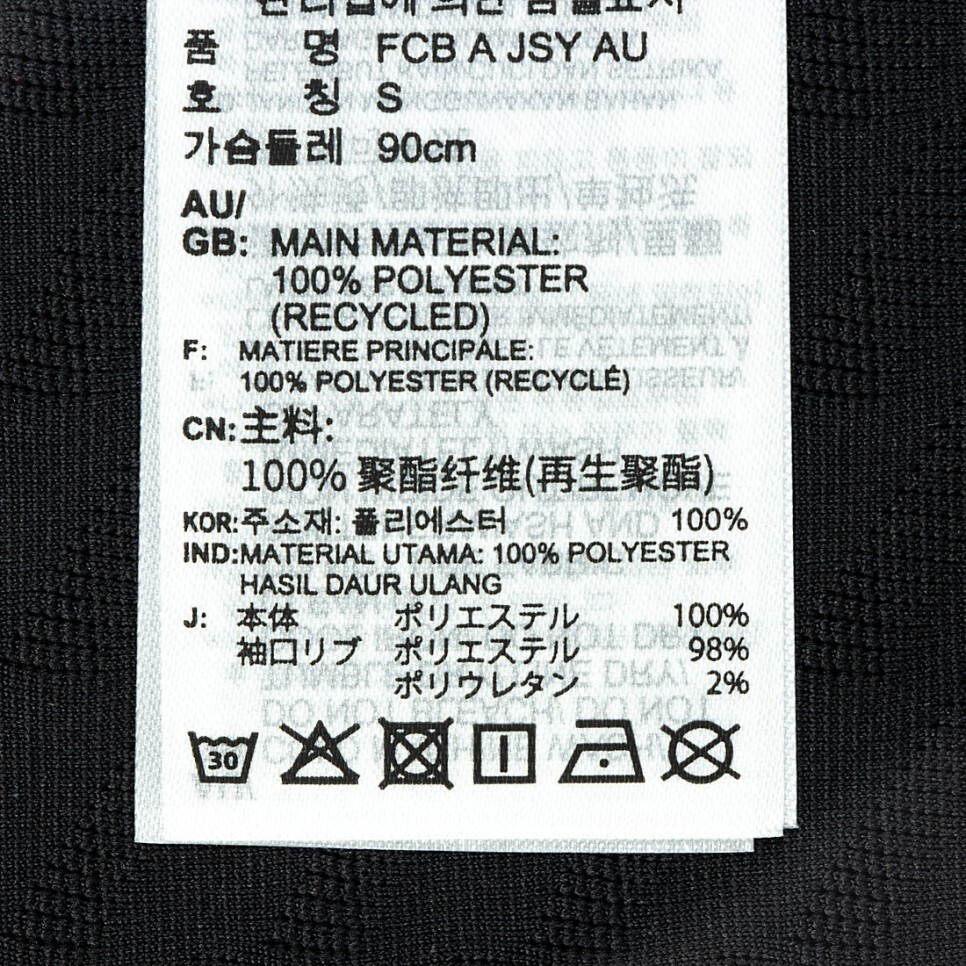 품 명 FCB A JSY AU
호 칭 S
가슴둘레 90cm
AU/
GB: MAIN MATERIAL:
100% POLYESTER
(RECYCLED)
F: MATIERE PRINCIPALE:
100% POLYESTER (RECYCLÉ)
CN: 主料:
100% 聚酯纤维(再生聚酯)
KOR: 주소재: 폴리에스터 100%
IND: MATERIAL UTAMA: 100% POLYESTER
HASIL DAUR ULANG
J: 本体 ポリエステル 100%
袖口リブ ポリエステル 98%
ポリウレタン 2%
30